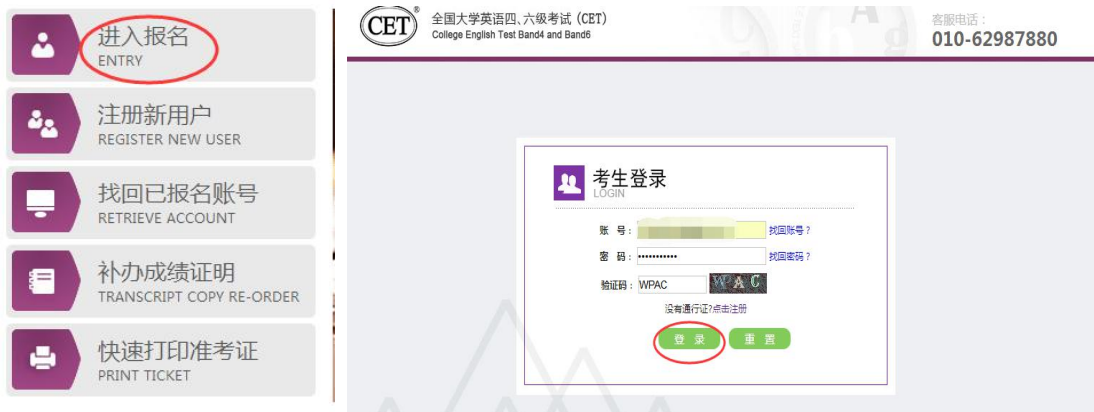 进入报名
ENTRY
注册新用户
REGISTER NEW USER
找回已报名账号
RETRIEVE ACCOUNT
补办成绩证明
TRANSCRIPT COPY RE-ORDER
快速打印准考证
PRINT TICKET
CET®
全国大学英语四、六级考试 (CET)
College English Test Band4 and Band6
客服电话：
010-62987880
考生登录
LOGIN
账 号： 找回账号？
密 码： ••••••••••• 找回密码？
验证码： WPAC WPAC
没有通行证?点击注册
登 录 重 置